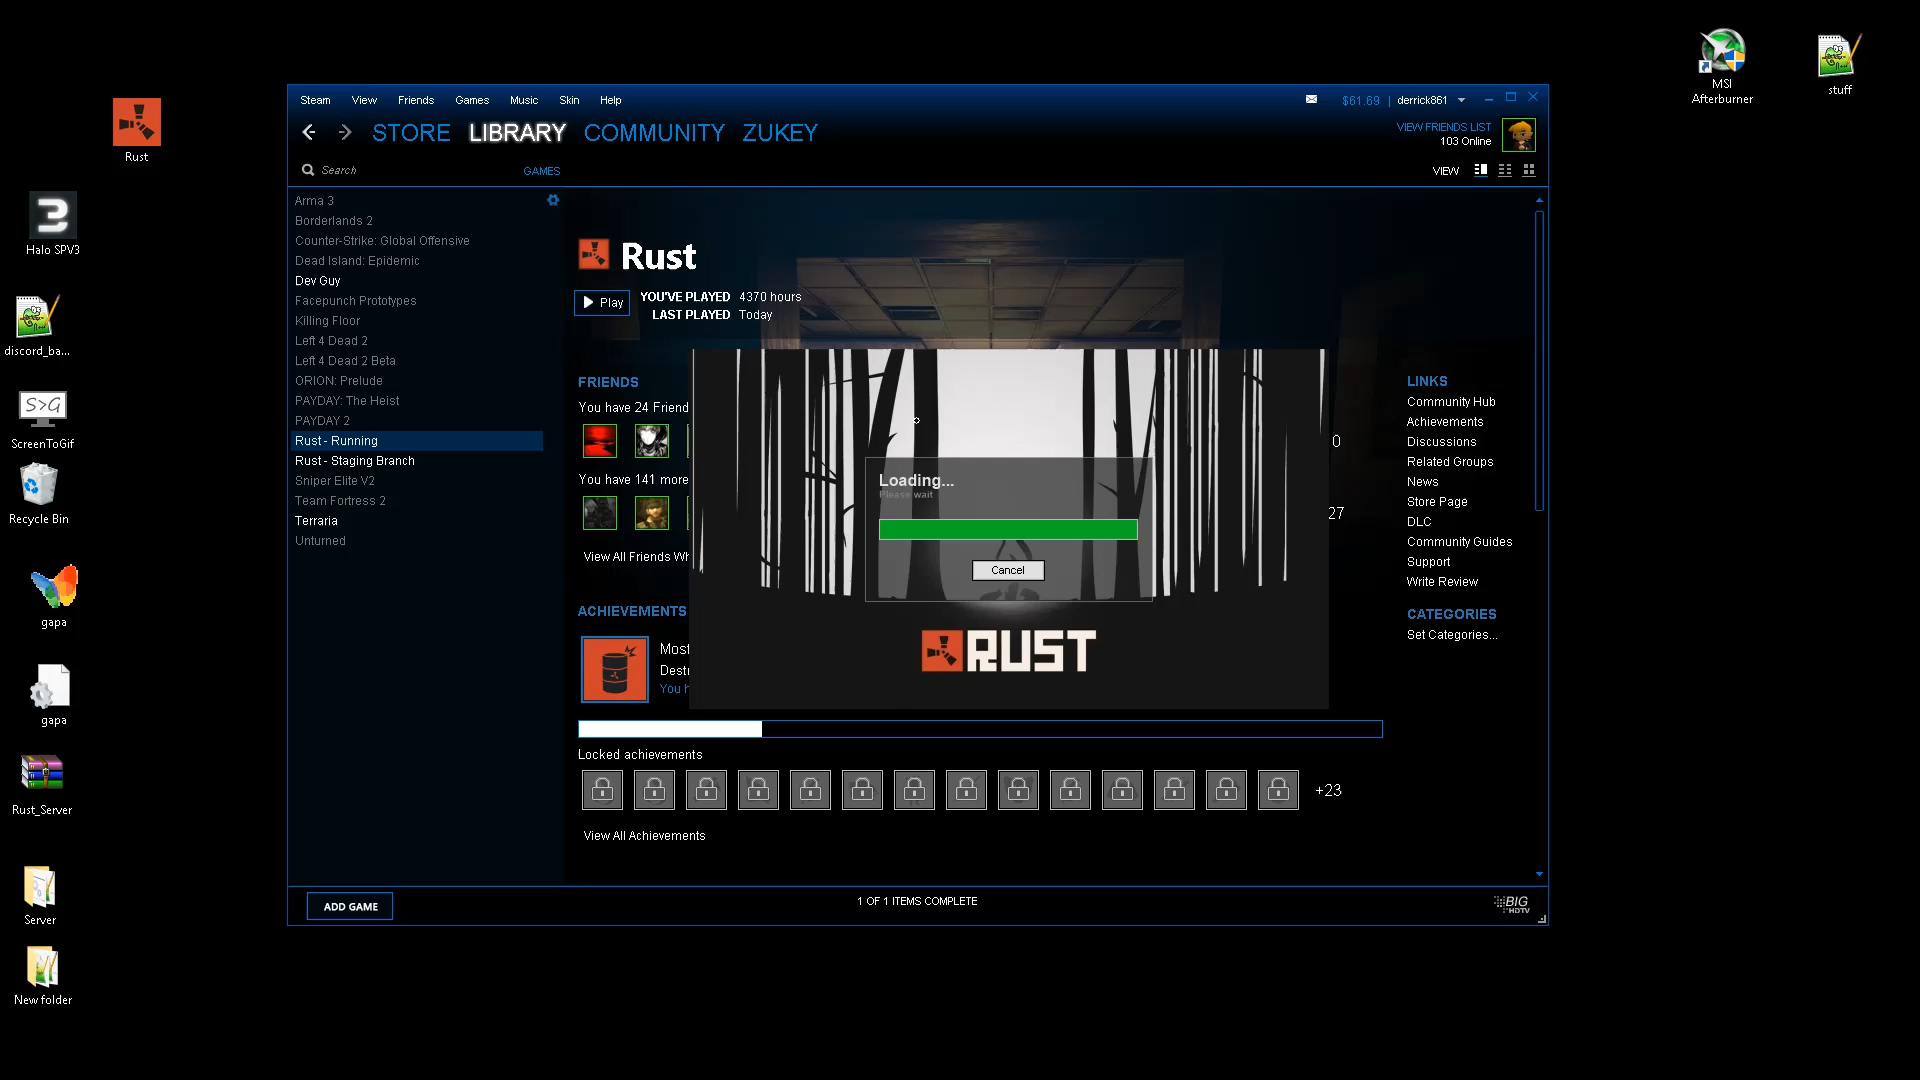 MSI
Afterburner
stuff
Rust
Halo SPV3
discord_ba...
S>G
ScreenToGif
Recycle Bin
gapa
gapa
Rust_Server
Server
New folder
Steam View Friends Games Music Skin Help
$61.69 | derrick861
STORE LIBRARY COMMUNITY ZUKEY
VIEW FRIENDS LIST
103 Online
Search GAMES
VIEW
Arma 3
Borderlands 2
Counter-Strike: Global Offensive
Dead Island: Epidemic
Dev Guy
Facepunch Prototypes
Killing Floor
Left 4 Dead 2
Left 4 Dead 2 Beta
ORION: Prelude
PAYDAY: The Heist
PAYDAY 2
Rust - Running
Rust - Staging Branch
Sniper Elite V2
Team Fortress 2
Terraria
Unturned
Rust
Play
YOU'VE PLAYED 4370 hours
LAST PLAYED Today
FRIENDS
You have 24 Friend
0
You have 141 more
27
View All Friends Wh
ACHIEVEMENTS
Most
Destr
You h
Loading...
Please wait
Cancel
RUST
Locked achievements
+23
View All Achievements
LINKS
Community Hub
Achievements
Discussions
Related Groups
News
Store Page
DLC
Community Guides
Support
Write Review
CATEGORIES
Set Categories...
ADD GAME
1 OF 1 ITEMS COMPLETE
BIG
HDTV